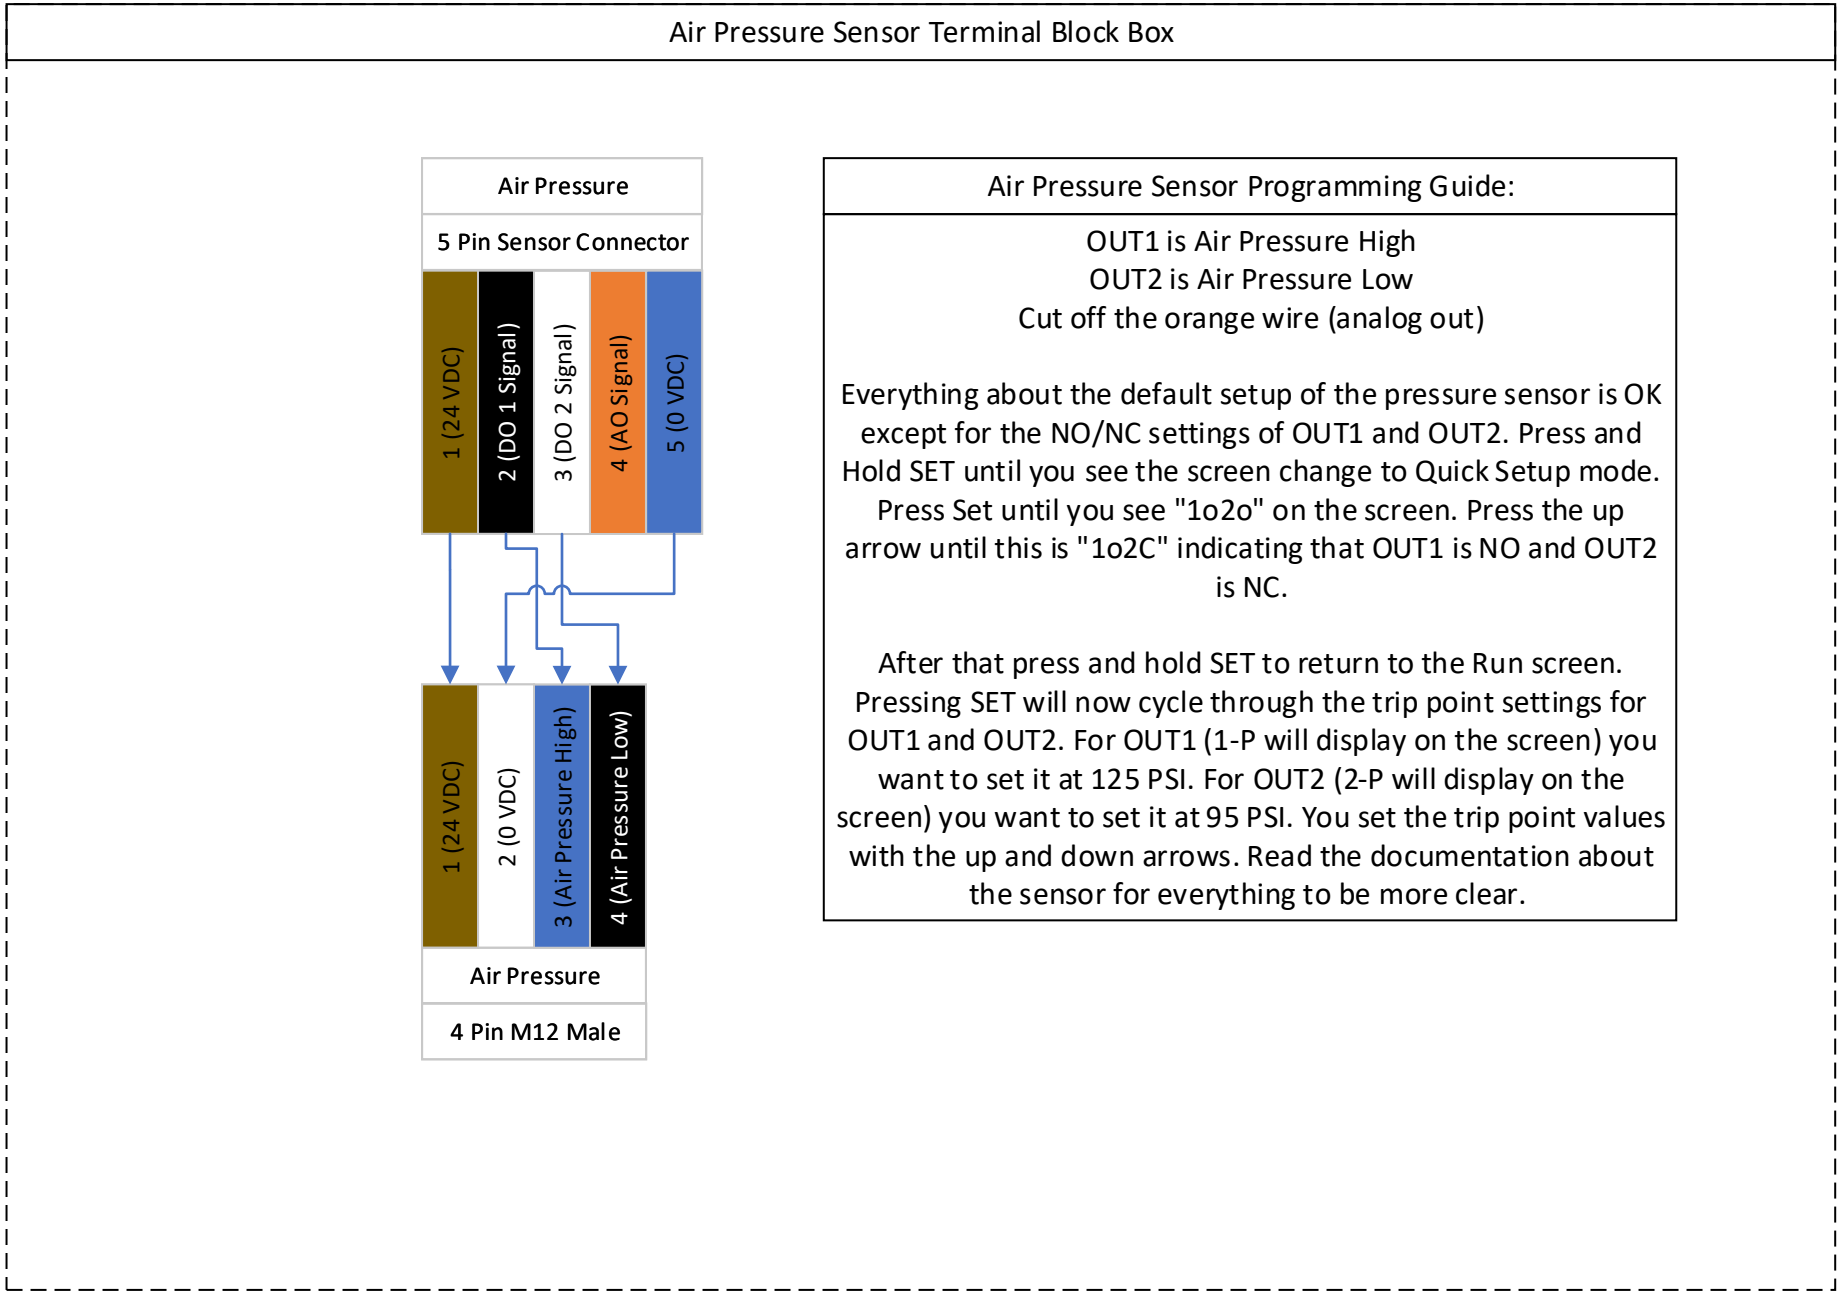 Air Pressure Sensor Terminal Block Box
Air Pressure
5 Pin Sensor Connector
1 (24 VDC)
2 (DO 1 Signal)
3 (DO 2 Signal)
4 (AO Signal)
5 (0 VDC)
1 (24 VDC)
2 (0 VDC)
3 (Air Pressure High)
4 (Air Pressure Low)
Air Pressure
4 Pin M12 Male
Air Pressure Sensor Programming Guide:
OUT1 is Air Pressure High
OUT2 is Air Pressure Low
Cut off the orange wire (analog out)
Everything about the default setup of the pressure sensor is OK
except for the NO/NC settings of OUT1 and OUT2. Press and
Hold SET until you see the screen change to Quick Setup mode.
Press Set until you see "1o2o" on the screen. Press the up
arrow until this is "1o2C" indicating that OUT1 is NO and OUT2
is NC.
After that press and hold SET to return to the Run screen.
Pressing SET will now cycle through the trip point settings for
OUT1 and OUT2. For OUT1 (1-P will display on the screen) you
want to set it at 125 PSI. For OUT2 (2-P will display on the
screen) you want to set it at 95 PSI. You set the trip point values
with the up and down arrows. Read the documentation about
the sensor for everything to be more clear.